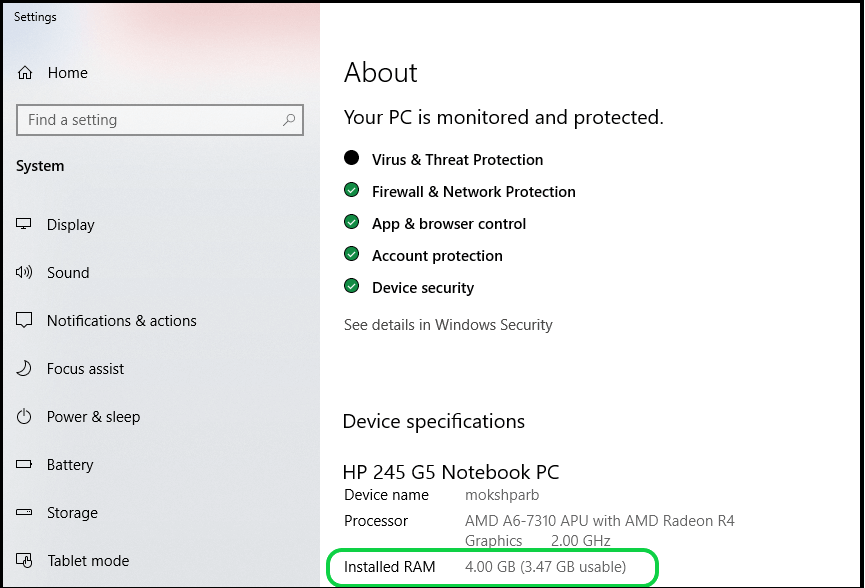 Settings
Home
Find a setting
System
Display
Sound
Notifications & actions
Focus assist
Power & sleep
Battery
Storage
Tablet mode
About
Your PC is monitored and protected.
Virus & Threat Protection
Firewall & Network Protection
App & browser control
Account protection
Device security
See details in Windows Security
Device specifications
HP 245 G5 Notebook PC
Device name mokshparb
Processor AMD A6-7310 APU with AMD Radeon R4
Graphics 2.00 GHz
Installed RAM 4.00 GB (3.47 GB usable)